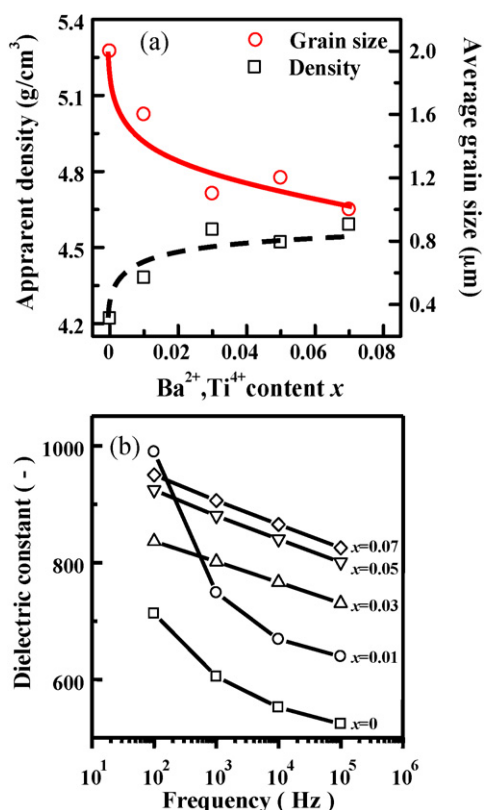 (a)
Grain size
Density
Apprarent density (g/cm³)
5.4
5.1
4.8
4.5
4.2
Average grain size (μm)
2.0
1.6
1.2
0.8
0.4
0 0.02 0.04 0.06 0.08
Ba²⁺,Ti⁴⁺content x
(b)
Dielectric constant ( - )
1000
800
600
x=0.07
x=0.05
x=0.03
x=0.01
x=0
10¹ 10² 10³ 10⁴ 10⁵ 10⁶
Frequency ( Hz )